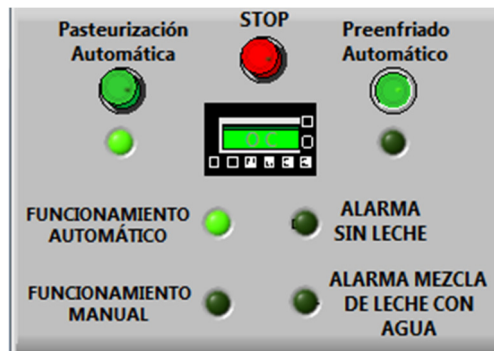 STOP
Pasteurización
Automática
Preenfriado
Automático
0 C
FUNCIONAMIENTO
AUTOMÁTICO
ALARMA
SIN LECHE
FUNCIONAMIENTO
MANUAL
ALARMA MEZCLA
DE LECHE CON
AGUA